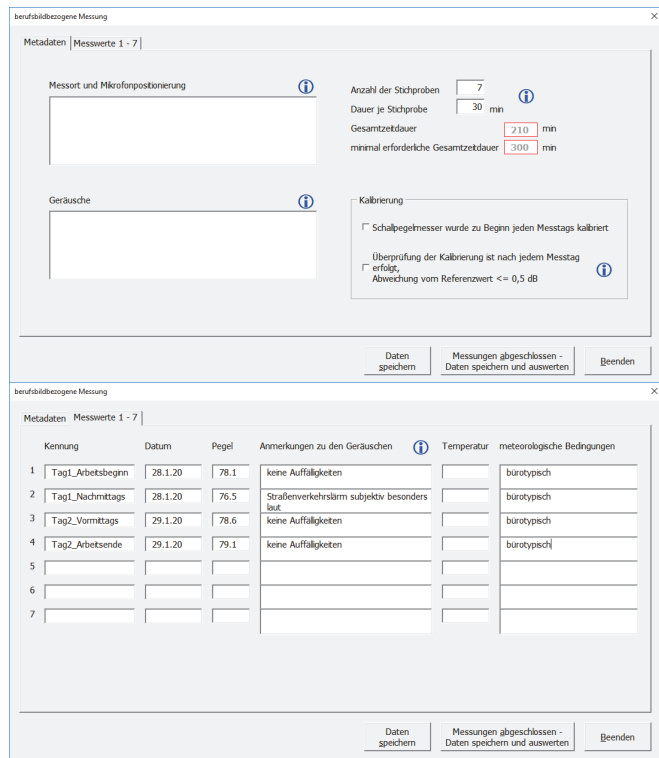 berufsbildbezogene Messung
Metadaten Messwerte 1 - 7
Messort und Mikrofonpositionierung
Anzahl der Stichproben 7
Dauer je Stichprobe 30 min
Gesamtzeitdauer 210 min
minimal erforderliche Gesamtzeitdauer 300 min
Geräusche
Kalibrierung
Schallpegelmesser wurde zu Beginn jeden Messtags kalibriert
Überprüfung der Kalibrierung ist nach jedem Messtag
erfolgt,
Abweichung vom Referenzwert <= 0,5 dB
Daten
speichern
Messungen abgeschlossen -
Daten speichern und auswerten
Beenden
berufsbildbezogene Messung
Metadaten Messwerte 1 - 7
Kennung Datum Pegel Anmerkungen zu den Geräuschen Temperatur meteorologische Bedingungen
1 Tag1_Arbeitsbeginn 28.1.20 78.1 keine Auffälligkeiten bürotypisch
2 Tag1_Nachmittags 28.1.20 76.5 Straßenverkehrslärm subjektiv besonders bürotypisch
laut
3 Tag2_Vormittags 29.1.20 78.6 keine Auffälligkeiten bürotypisch
4 Tag2_Arbeitsende 29.1.20 79.1 keine Auffälligkeiten bürotypisch
5
6
7
Daten
speichern
Messungen abgeschlossen -
Daten speichern und auswerten
Beenden